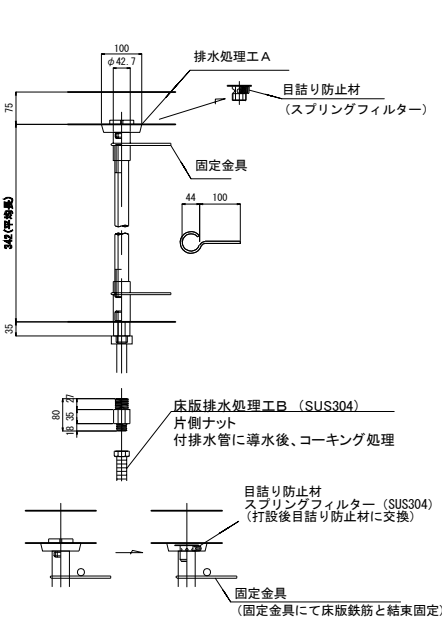 100
φ42.7
排水処理工A
目詰り防止材
(スプリングフィルター)
75
固定金具
44
100
342(平均長)
35
80
27
35
18
床版排水処理工B (SUS304)
片側ナット
付排水管に導水後、コーキング処理
目詰り防止材
スプリングフィルター (SUS304)
(打設後目詰り防止材に交換)
固定金具
(固定金具にて床版鉄筋と結束固定)